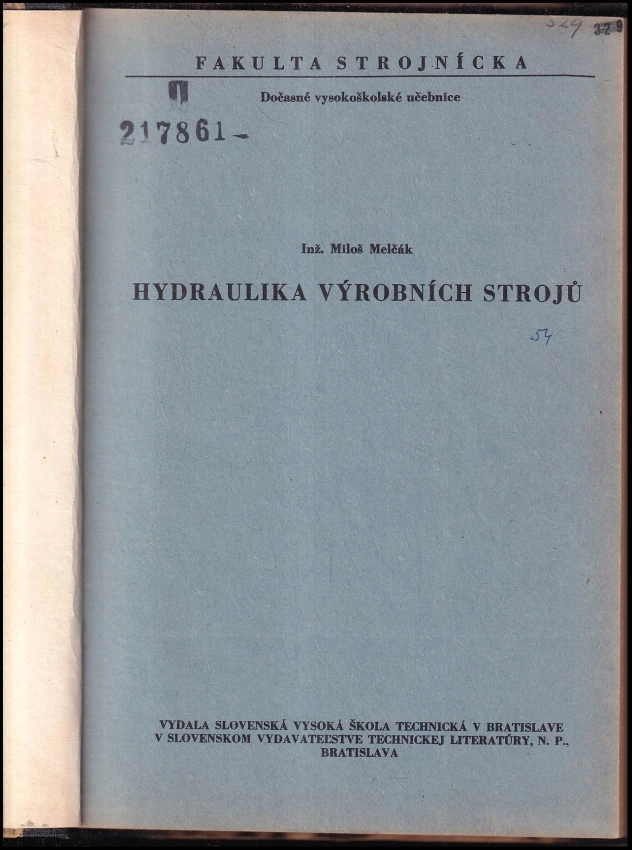 329 329
FAKULTA STROJNÍCKA
Dočasné vysokoškolské učebnice
П
217861-
Inž. Miloš Melčák
HYDRAULIKA VÝROBNÍCH STROJŮ
54
VYDALA SLOVENSKÁ VYSOKÁ ŠKOLA TECHNICKÁ V BRATISLAVE
V SLOVENSKOM VYDAVATEĽSTVE TECHNICKEJ LITERATÚRY, N. P.,
BRATISLAVA